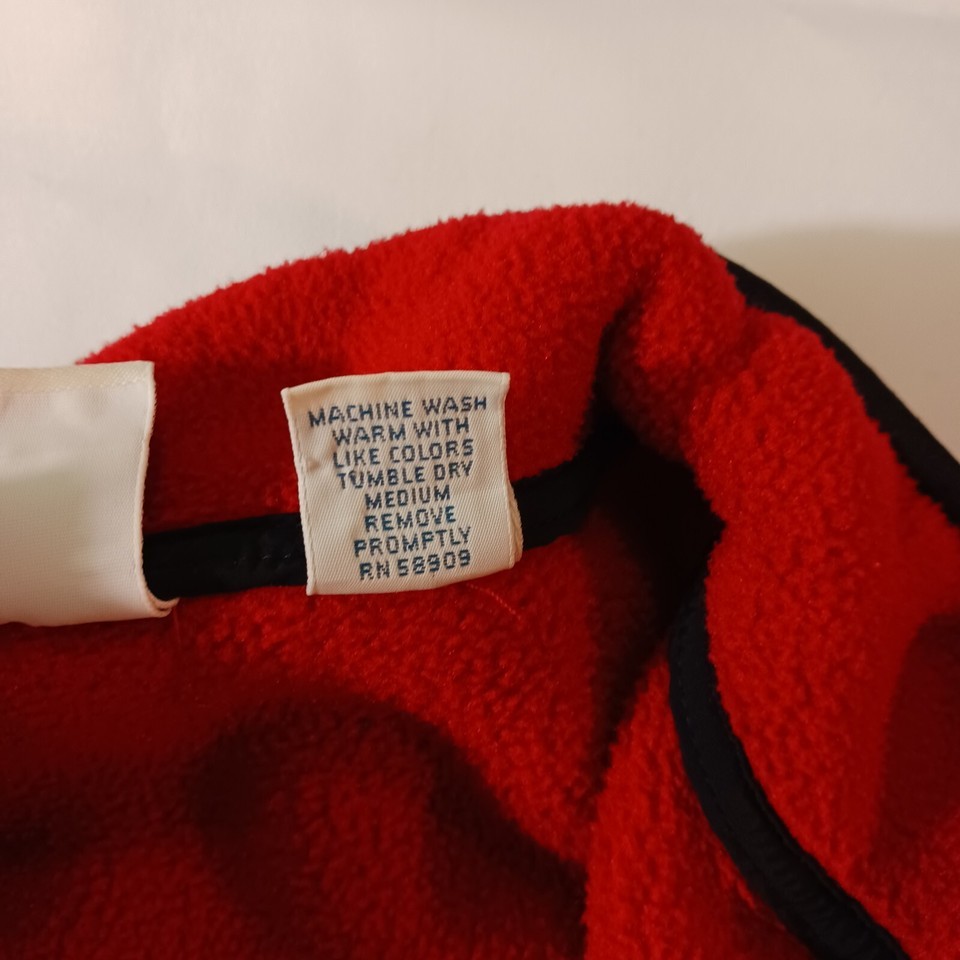 MACHINE WASH
WARM WITH
LIKE COLORS
TUMBLE DRY
MEDIUM
REMOVE
PROMPTLY
RN 58909